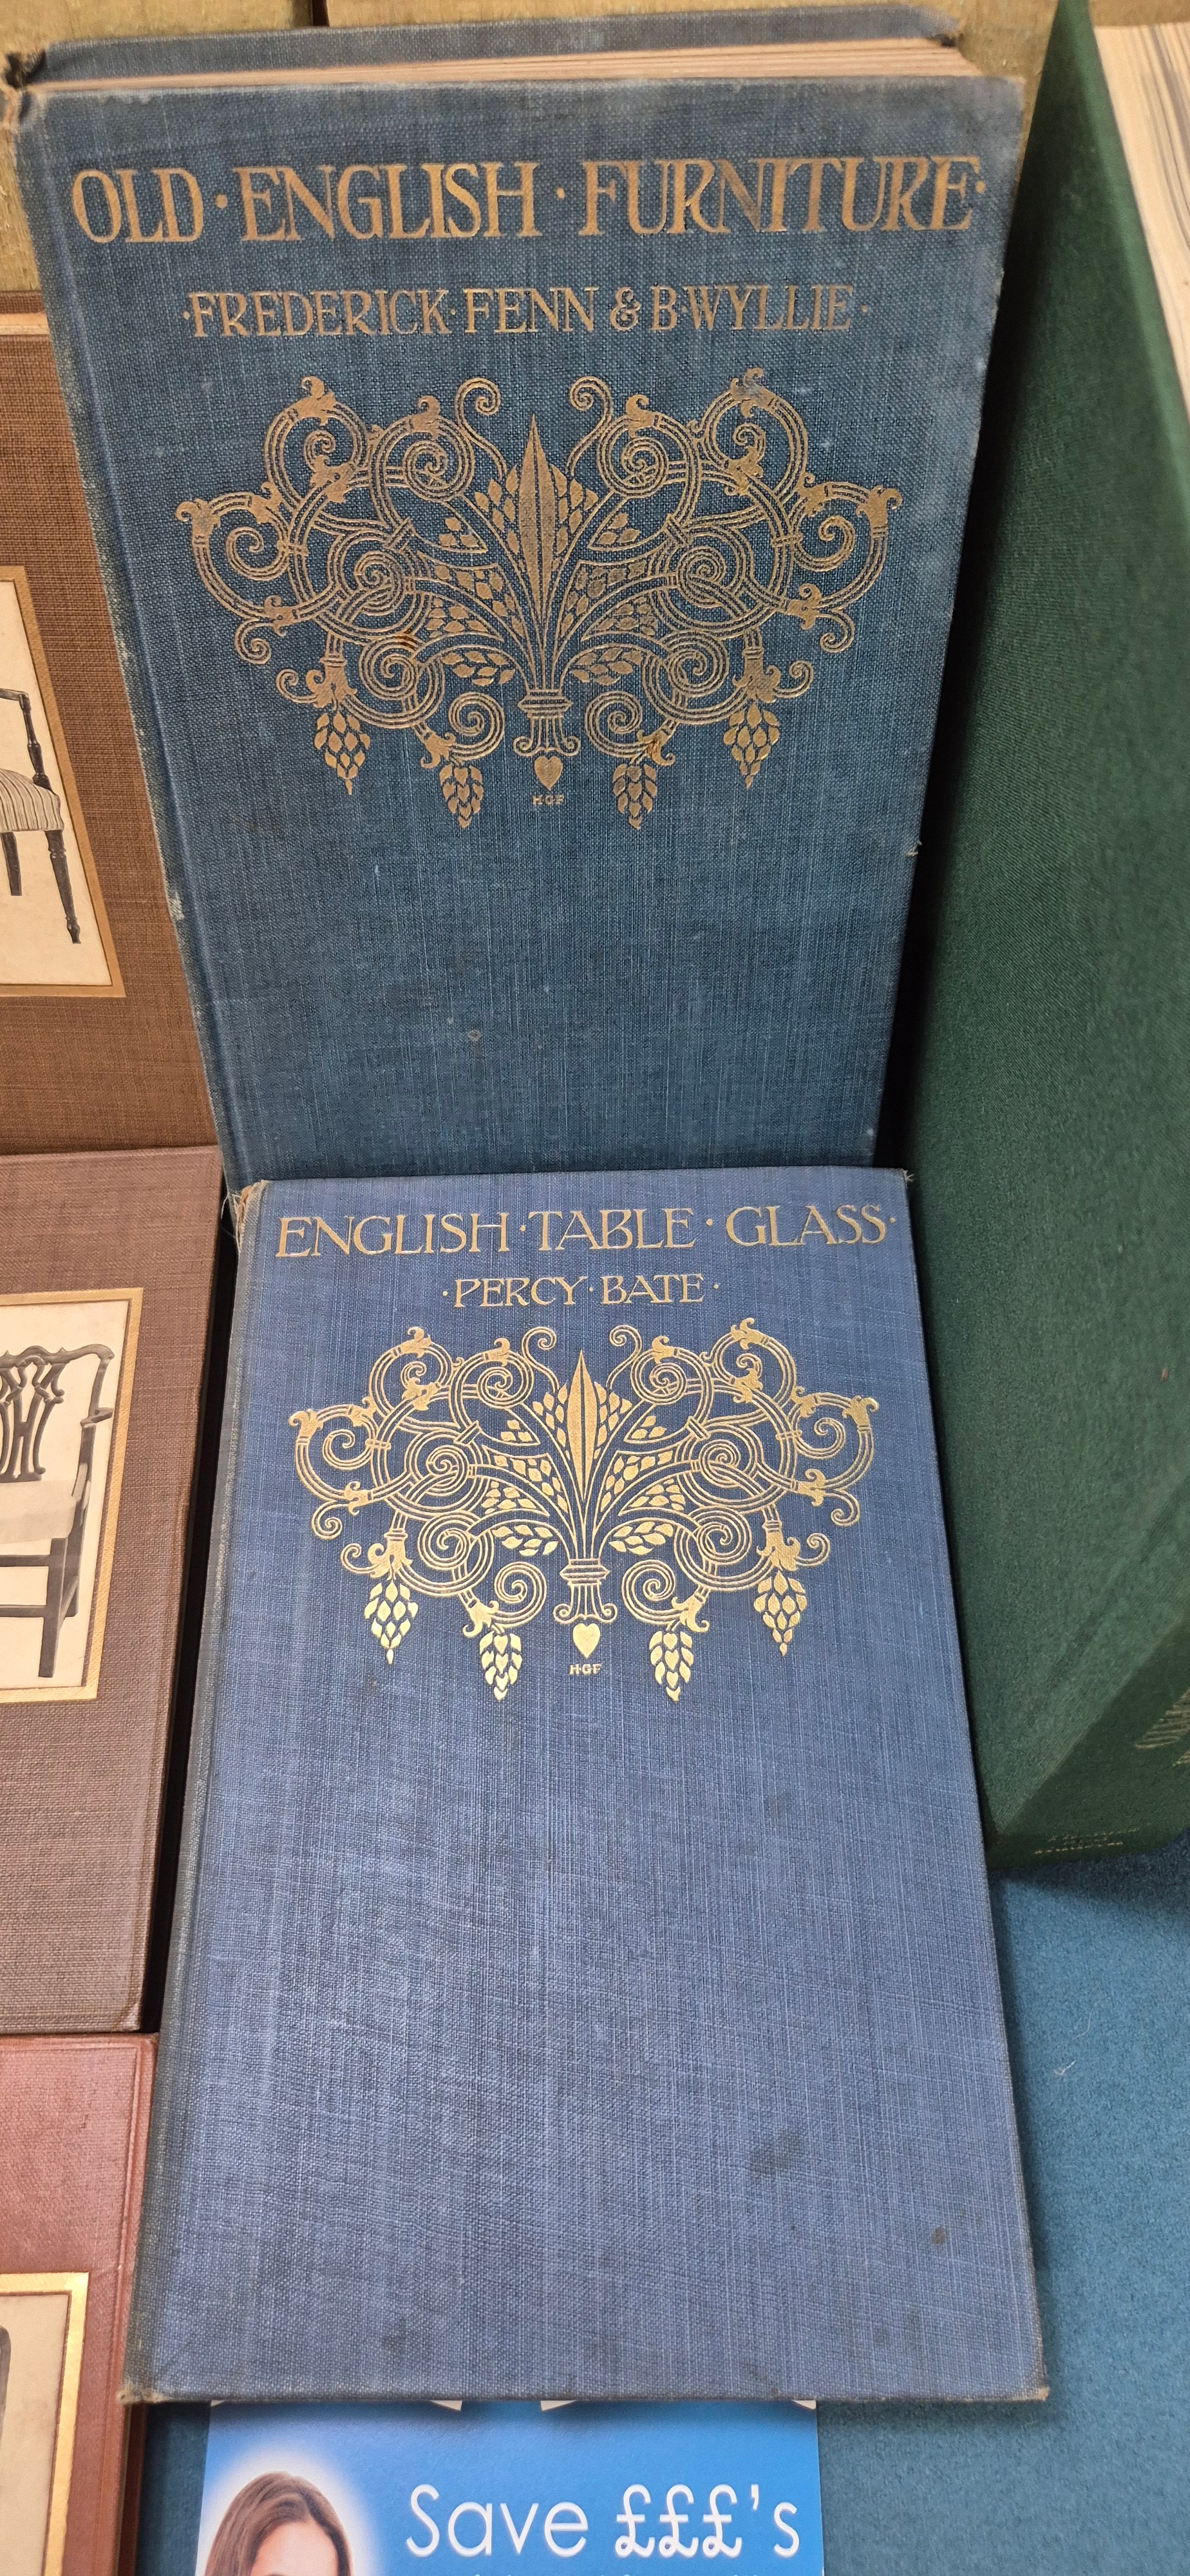 OLD·ENGLISH·FURNITURE·
·FREDERICK·FENN & B·WYLLIE·
HGF
ENGLISH·TABLE·GLASS·
·PERCY·BATE·
HGF
Save £££'s